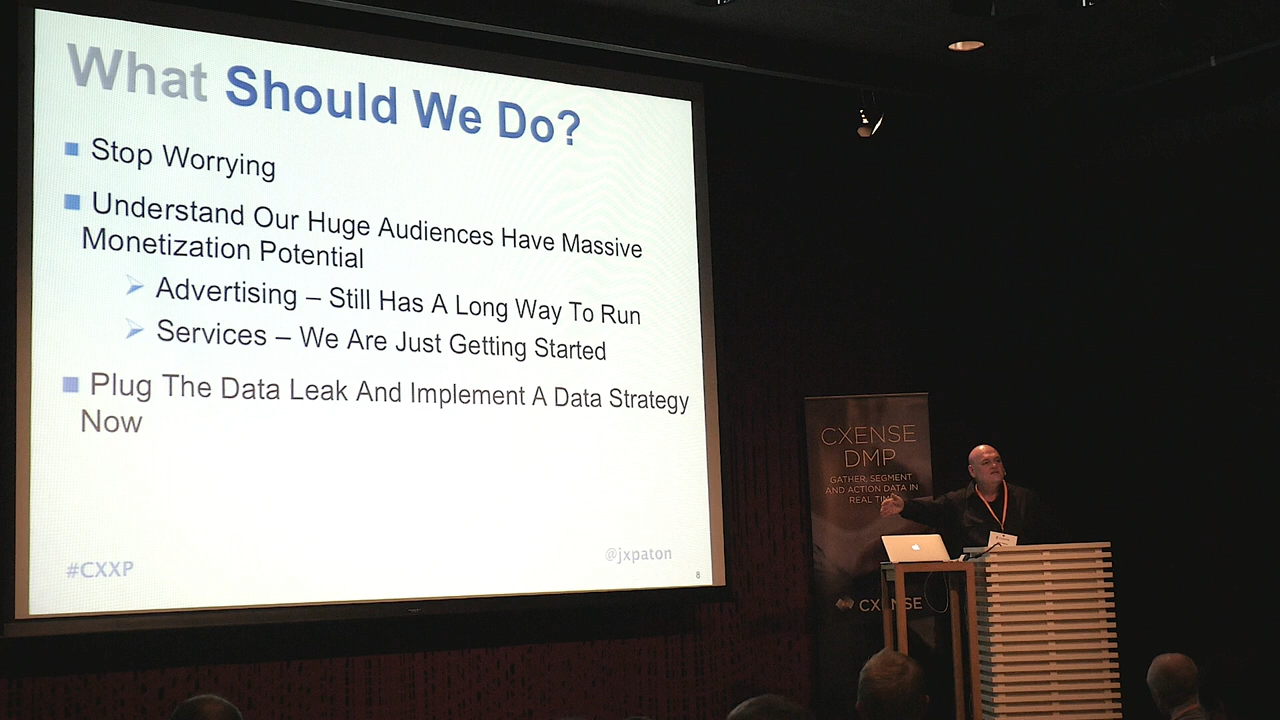 What Should We Do?
Stop Worrying
Understand Our Huge Audiences Have Massive
Monetization Potential
Advertising – Still Has A Long Way To Run
Services – We Are Just Getting Started
Plug The Data Leak And Implement A Data Strategy
Now
#CXXP
@jxpaton
8
CXENSE
DMP
GATHER, SEGMENT
AND ACTION DATA IN
REAL TIME
CXENSE